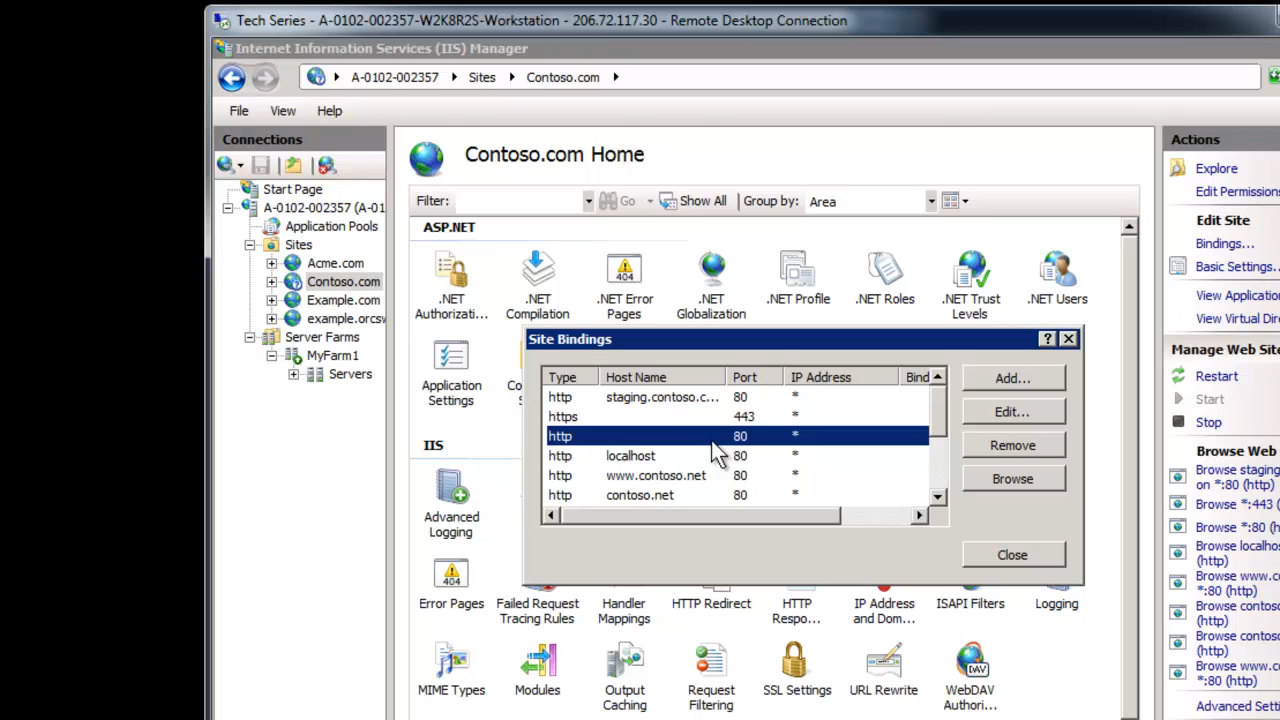 Tech Series - A-0102-002357-W2K8R2S-Workstation - 206.72.117.30 - Remote Desktop Connection
Internet Information Services (IIS) Manager
A-0102-002357 Sites Contoso.com
File View Help
Connections
Start Page
A-0102-002357 (A-01
Application Pools
Sites
Acme.com
Contoso.com
Example.com
example.orcsw
Server Farms
MyFarm1
Servers
Contoso.com Home
Filter: Go Show All Group by: Area
ASP.NET
.NET Authorizati...
.NET Compilation
.NET Error Pages
.NET Globalization
.NET Profile
.NET Roles
.NET Trust Levels
.NET Users
Application Settings
IIS
Advanced Logging
Error Pages
Failed Request Tracing Rules
Handler Mappings
HTTP Redirect
HTTP Respo...
IP Address and Dom...
ISAPI Filters
Logging
MIME Types
Modules
Output Caching
Request Filtering
SSL Settings
URL Rewrite
WebDAV Authori...
Site Bindings
Type Host Name Port IP Address Bind
http staging.contoso.c... 80 *
https 443 *
http 80 *
http localhost 80 *
http www.contoso.net 80 *
http contoso.net 80 *
Add...
Edit...
Remove
Browse
Close
Actions
Explore
Edit Permission
Edit Site
Bindings...
Basic Settings..
View Applicatio
View Virtual Dir
Manage Web Sit
Restart
Start
Stop
Browse Web
Browse staging
on *:80 (http)
Browse *:443 (
Browse *:80 (h
Browse localho
(http)
Browse www.c
*:80 (http)
Browse contos
(http)
Browse contos
(http)
Browse www.c
*:80 (http)
Advanced Setti